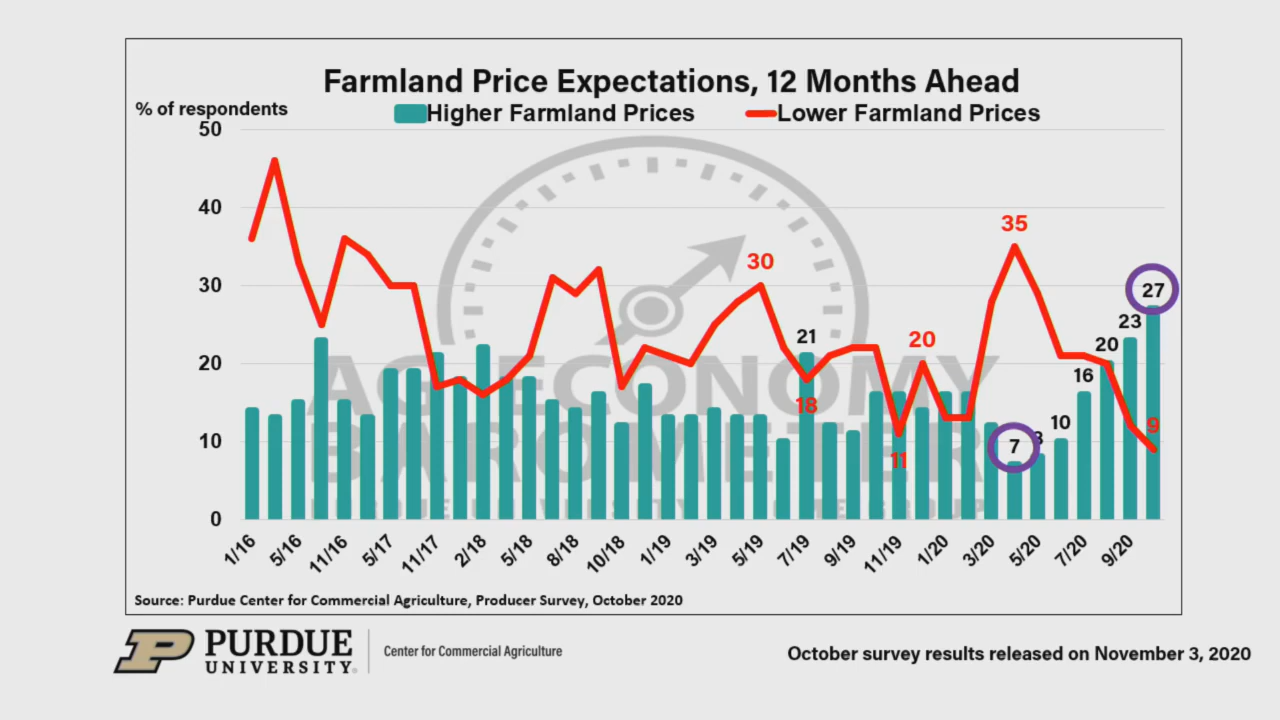 Farmland Price Expectations, 12 Months Ahead
% of respondents
Higher Farmland Prices
Lower Farmland Prices
50
40
30
20
10
0
30
21
18
11
20
35
7
8
10
16
20
23
27
9
AG ECONOMY
BAROMETER
1/16 5/16 11/16 5/17 11/17 2/18 5/18 8/18 10/18 1/19 3/19 5/19 7/19 9/19 11/19 1/20 3/20 5/20 7/20 9/20
Source: Purdue Center for Commercial Agriculture, Producer Survey, October 2020
PURDUE
UNIVERSITY.
Center for Commercial Agriculture
October survey results released on November 3, 2020